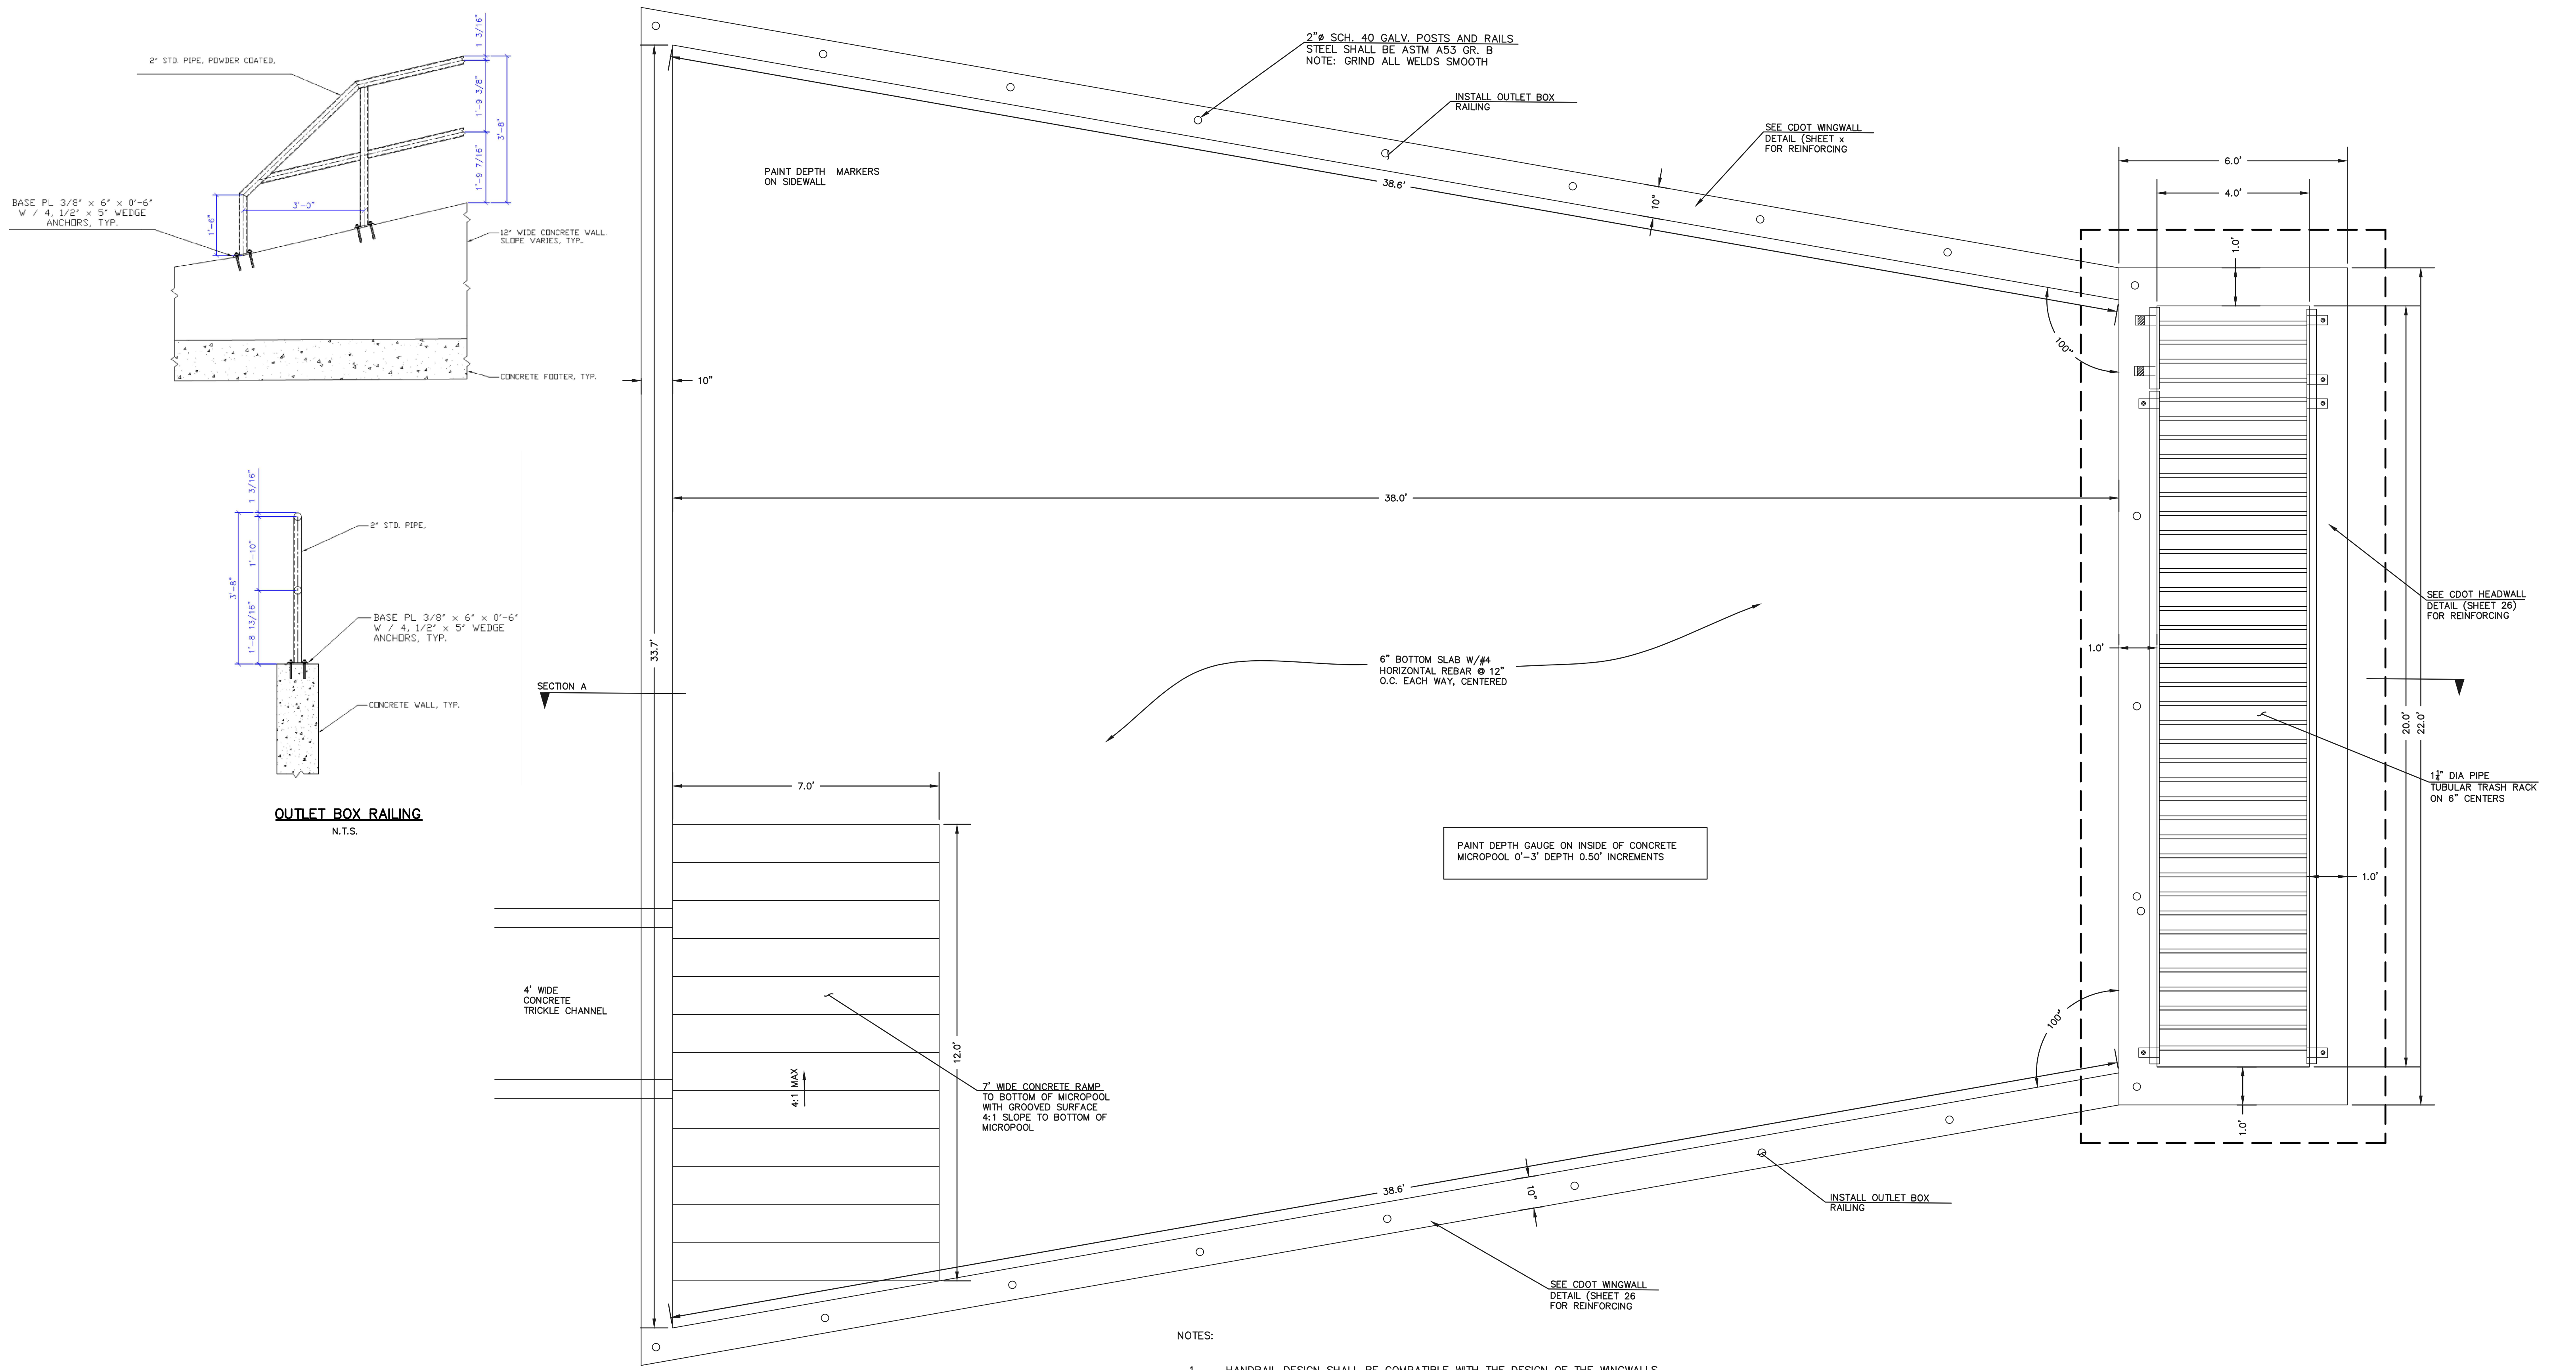 2" STD. PIPE, POWDER COATED,
1 3/16"
1'-9 3/8"
3'-8"
1'-9 7/16"
BASE PL 3/8" x 6" x 0'-6"
W / 4, 1/2" x 5" WEDGE
ANCHORS, TYP.
1'-6"
3'-0"
12" WIDE CONCRETE WALL.
SLOPE VARIES, TYP.
CONCRETE FOOTER, TYP.
1 3/16"
1'-10"
3'-8"
1'-8 13/16"
2" STD. PIPE,
BASE PL 3/8" x 6" x 0'-6"
W / 4, 1/2" x 5" WEDGE
ANCHORS, TYP.
CONCRETE WALL, TYP.
OUTLET BOX RAILING
N.T.S.
2"ø SCH. 40 GALV. POSTS AND RAILS
STEEL SHALL BE ASTM A53 GR. B
NOTE: GRIND ALL WELDS SMOOTH
INSTALL OUTLET BOX
RAILING
SEE CDOT WINGWALL
DETAIL (SHEET x
FOR REINFORCING
PAINT DEPTH MARKERS
ON SIDEWALL
38.6'
10"
6.0'
4.0'
1.0'
100°
10"
38.0'
33.7'
SEE CDOT HEADWALL
DETAIL (SHEET 26)
FOR REINFORCING
1.0'
6" BOTTOM SLAB W/#4
HORIZONTAL REBAR @ 12"
O.C. EACH WAY, CENTERED
SECTION A
20.0'
22.0'
7.0'
1¼" DIA PIPE
TUBULAR TRASH RACK
ON 6" CENTERS
PAINT DEPTH GAUGE ON INSIDE OF CONCRETE
MICROPOOL 0'-3' DEPTH 0.50' INCREMENTS
1.0'
4' WIDE
CONCRETE
TRICKLE CHANNEL
100°
12.0'
4:1 MAX
7' WIDE CONCRETE RAMP
TO BOTTOM OF MICROPOOL
WITH GROOVED SURFACE
4:1 SLOPE TO BOTTOM OF
MICROPOOL
1.0'
38.6'
10"
INSTALL OUTLET BOX
RAILING
SEE CDOT WINGWALL
DETAIL (SHEET 26
FOR REINFORCING
NOTES:
1. HANDRAIL DESIGN SHALL BE COMPATIBLE WITH THE DESIGN OF THE WINGWALLS